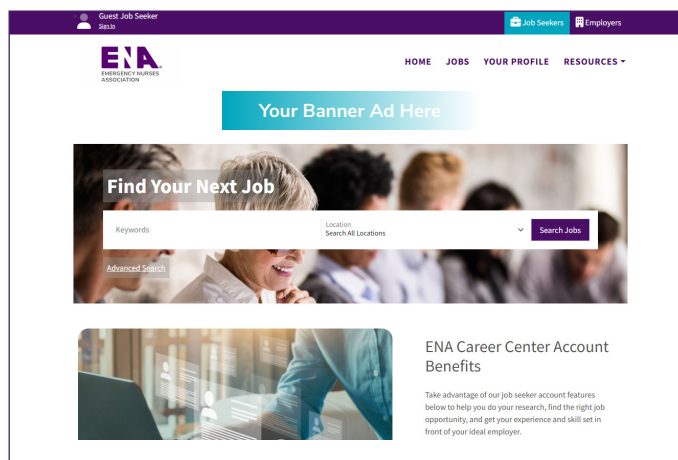 Guest Job Seeker
Sign In
Job Seekers
Employers
ENA
EMERGENCY NURSES
ASSOCIATION
HOME JOBS YOUR PROFILE RESOURCES
Your Banner Ad Here
Find Your Next Job
Keywords
Location
Search All Locations
Search Jobs
Advanced Search
ENA Career Center Account
Benefits
Take advantage of our job seeker account features
below to help you do your research, find the right job
opportunity, and get your experience and skill set in
front of your ideal employer.